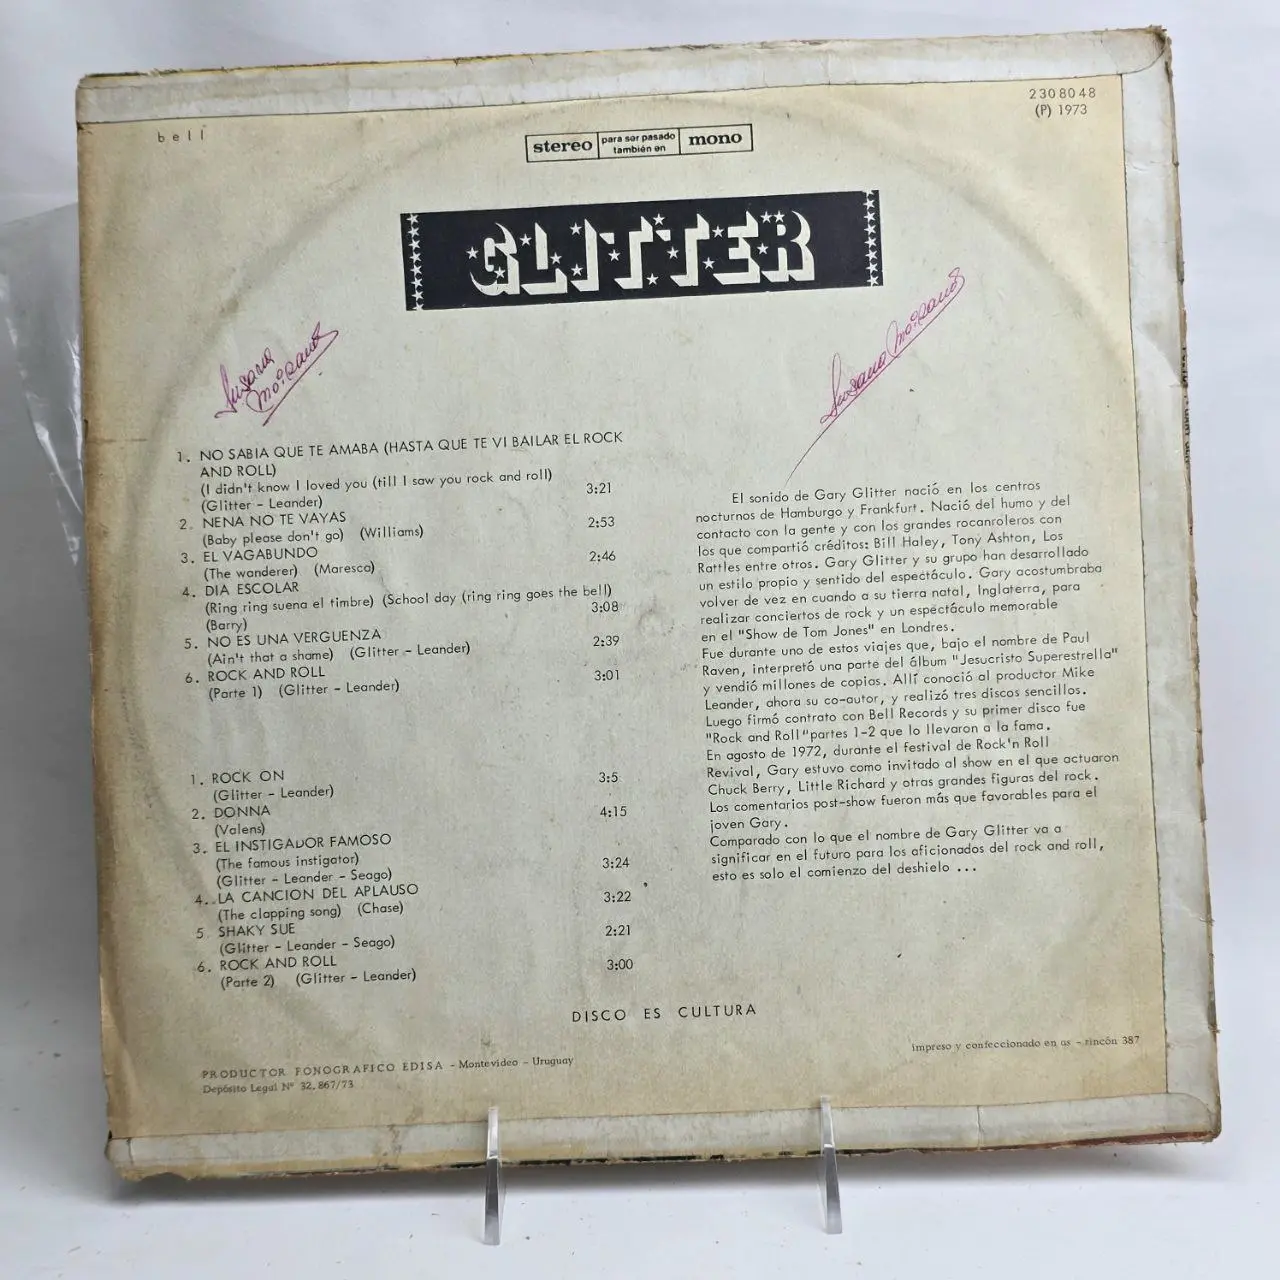 bell
2308048
(P) 1973
stereo para ser pasado también en mono
GLITTER
Susana
1. NO SABIA QUE TE AMABA (HASTA QUE TE VI BAILAR EL ROCK
AND ROLL)
(I didn't know I loved you (till I saw you rock and roll)
(Glitter - Leander) 3:21
2. NENA NO TE VAYAS 2:53
(Baby please don't go) (Williams)
3. EL VAGABUNDO 2:46
(The wanderer) (Maresca)
4. DIA ESCOLAR
(Ring ring suena el timbre) (School day (ring ring goes the bell)
(Barry) 3:08
5. NO ES UNA VERGUENZA 2:39
(Ain't that a shame) (Glitter - Leander)
6. ROCK AND ROLL 3:01
(Parte 1) (Glitter - Leander)
1. ROCK ON 3:5
(Glitter - Leander)
2. DONNA 4:15
(Valens)
3. EL INSTIGADOR FAMOSO
(The famous instigator) 3:24
(Glitter - Leander - Seago)
4. LA CANCION DEL APLAUSO 3:22
(The clapping song) (Chase)
5. SHAKY SUE 2:21
(Glitter - Leander - Seago)
6. ROCK AND ROLL 3:00
(Parte 2) (Glitter - Leander)
Susana
El sonido de Gary Glitter nació en los centros
nocturnos de Hamburgo y Frankfurt. Nació del humo y del
contacto con la gente y con los grandes rocanroleros con
los que compartió créditos: Bill Haley, Tony Ashton, Los
Rattles entre otros. Gary Glitter y su grupo han desarrollado
un estilo propio y sentido del espectáculo. Gary acostumbraba
volver de vez en cuando a su tierra natal, Inglaterra, para
realizar conciertos de rock y un espectáculo memorable
en el "Show de Tom Jones" en Londres.
Fue durante uno de estos viajes que, bajo el nombre de Paul
Raven, interpretó una parte del álbum "Jesucristo Superestrella"
y vendió millones de copias. Allí conoció al productor Mike
Leander, ahora su co-autor, y realizó tres discos sencillos.
Luego firmó contrato con Bell Records y su primer disco fue
"Rock and Roll"partes 1-2 que lo llevaron a la fama.
En agosto de 1972, durante el festival de Rock'n Roll
Revival, Gary estuvo como invitado al show en el que actuaron
Chuck Berry, Little Richard y otras grandes figuras del rock.
Los comentarios post-show fueron más que favorables para el
joven Gary.
Comparado con lo que el nombre de Gary Glitter va a
significar en el futuro para los aficionados del rock and roll,
esto es solo el comienzo del deshielo ...
DISCO ES CULTURA
PRODUCTOR FONOGRAFICO EDISA - Montevideo - Uruguay
Depósito Legal N° 32.867/73
impreso y confeccionado en as - rincón 387